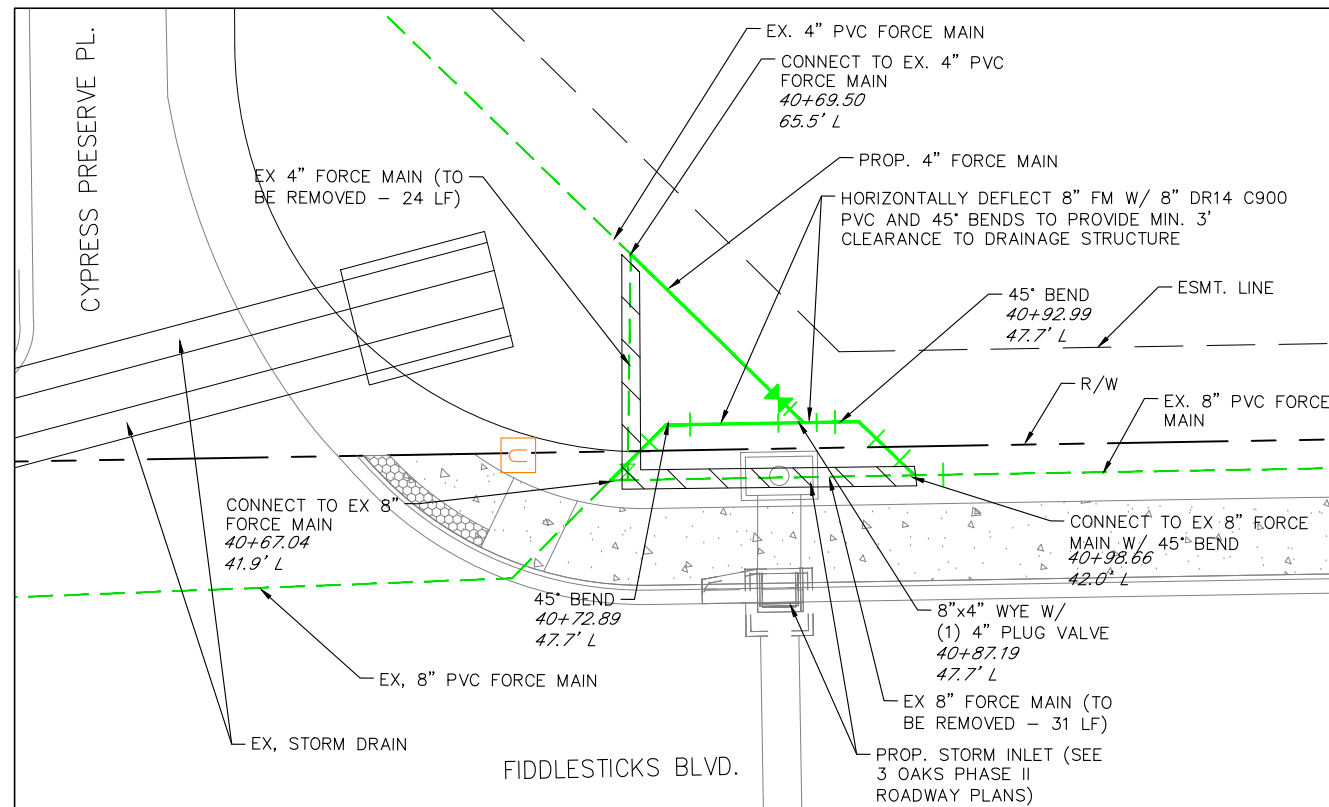 CYPRESS PRESERVE PL.
EX. 4" PVC FORCE MAIN
CONNECT TO EX. 4" PVC
FORCE MAIN
40+69.50
65.5' L
EX 4" FORCE MAIN (TO
BE REMOVED - 24 LF)
PROP. 4" FORCE MAIN
HORIZONTALLY DEFLECT 8" FM W/ 8" DR14 C900
PVC AND 45° BENDS TO PROVIDE MIN. 3'
CLEARANCE TO DRAINAGE STRUCTURE
45° BEND
40+92.99
47.7' L
ESMT. LINE
R/W
EX. 8" PVC FORCE
MAIN
CONNECT TO EX 8"
FORCE MAIN
40+67.04
41.9' L
CONNECT TO EX 8" FORCE
MAIN W/ 45° BEND
40+98.66
42.0' L
45° BEND
40+72.89
47.7' L
8"x4" WYE W/
(1) 4" PLUG VALVE
40+87.19
47.7' L
EX, 8" PVC FORCE MAIN
EX 8" FORCE MAIN (TO
BE REMOVED - 31 LF)
EX, STORM DRAIN
FIDDLESTICKS BLVD.
PROP. STORM INLET (SEE
3 OAKS PHASE II
ROADWAY PLANS)